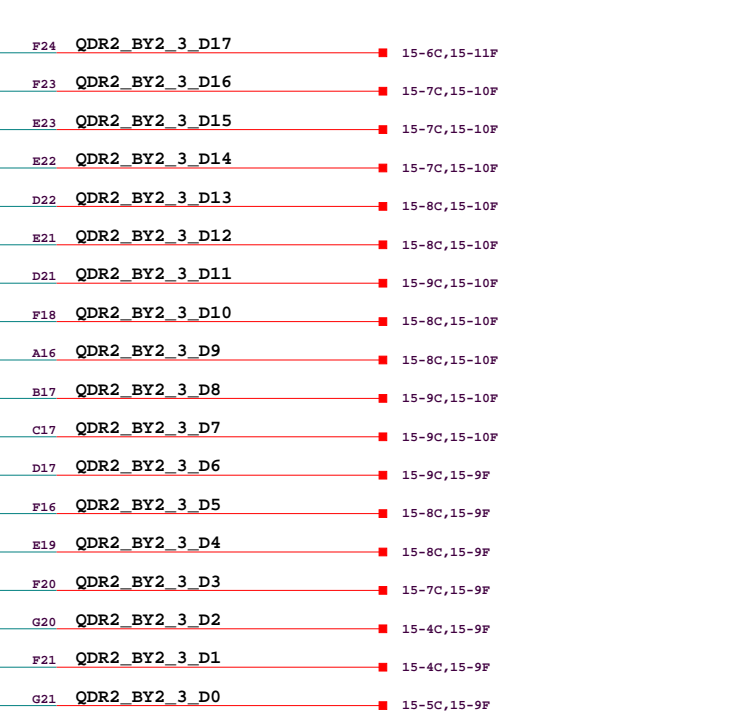 F24 QDR2_BY2_3_D17 15-6C,15-11F
F23 QDR2_BY2_3_D16 15-7C,15-10F
E23 QDR2_BY2_3_D15 15-7C,15-10F
E22 QDR2_BY2_3_D14 15-7C,15-10F
D22 QDR2_BY2_3_D13 15-8C,15-10F
E21 QDR2_BY2_3_D12 15-8C,15-10F
D21 QDR2_BY2_3_D11 15-9C,15-10F
F18 QDR2_BY2_3_D10 15-8C,15-10F
A16 QDR2_BY2_3_D9 15-8C,15-10F
B17 QDR2_BY2_3_D8 15-9C,15-10F
C17 QDR2_BY2_3_D7 15-9C,15-10F
D17 QDR2_BY2_3_D6 15-9C,15-9F
F16 QDR2_BY2_3_D5 15-8C,15-9F
E19 QDR2_BY2_3_D4 15-8C,15-9F
F20 QDR2_BY2_3_D3 15-7C,15-9F
G20 QDR2_BY2_3_D2 15-4C,15-9F
F21 QDR2_BY2_3_D1 15-4C,15-9F
G21 QDR2_BY2_3_D0 15-5C,15-9F